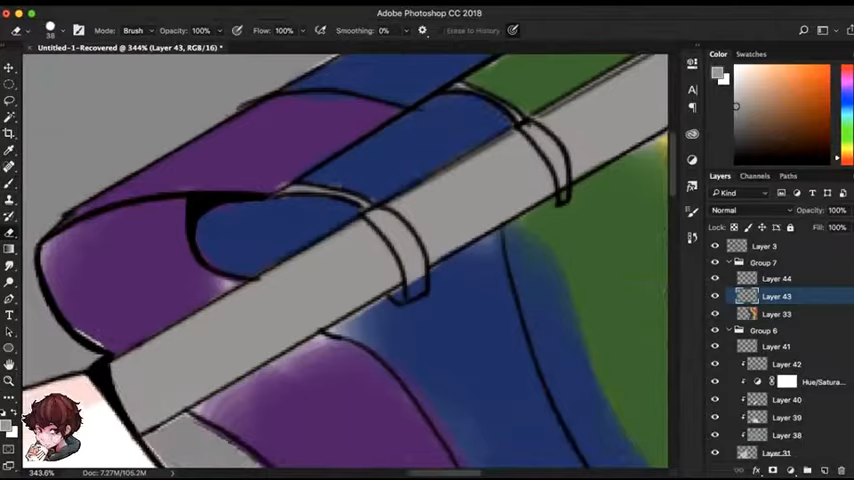 Adobe Photoshop CC 2018
38 Mode: Brush Opacity: 100% Flow: 100% Smoothing: 0% Erase to History
Untitled-1-Recovered @ 344% (Layer 43, RGB/16) *
Color Swatches
Layers Channels Paths
Kind
Normal Opacity: 100%
Lock: Fill: 100%
Layer 3
Group 7
Layer 44
Layer 43
Layer 33
Group 6
Layer 41
Layer 42
Hue/Satura...
Layer 40
Layer 39
Layer 38
Layer 31
343.6% Doc: 7.27M/105.2M